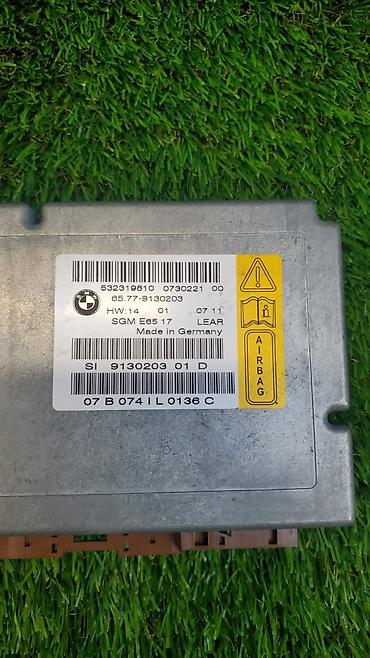 532319810 0730221 00
65.77-9130203
HW:14 01 07 11
SGM E65 17 LEAR
Made in Germany
SI 9130203 01 D
07 B 074 I L 0136 C
AIRBAG